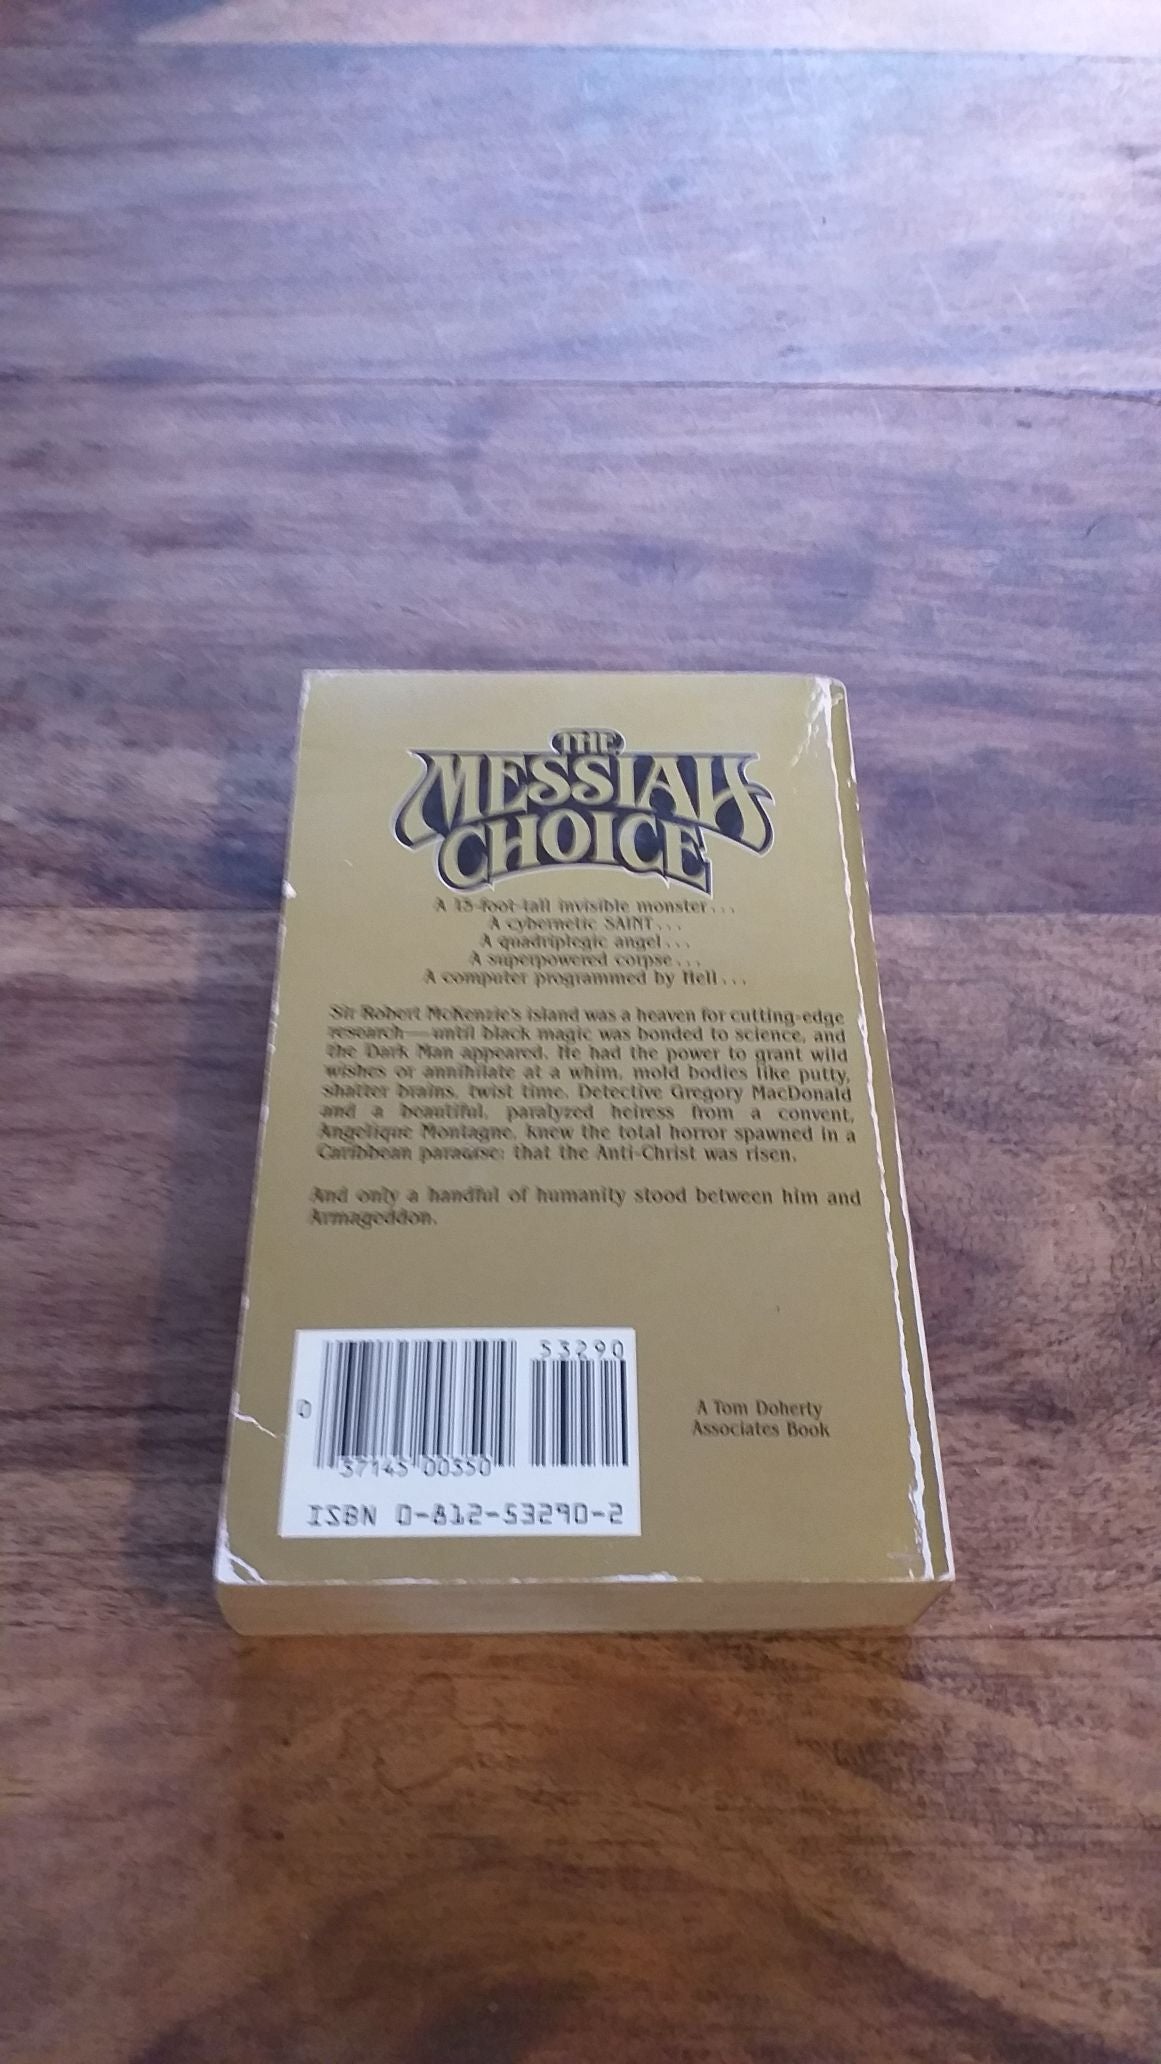 THE
MESSIAH
CHOICE
A 15-foot-tall invisible monster...
A cybernetic SAINT...
A quadriplegic angel...
A superpowered corpse...
A computer programmed by Hell...
Sir Robert McKenzie's island was a heaven for cutting-edge
research—until black magic was bonded to science, and
the Dark Man appeared. He had the power to grant wild
wishes or annihilate at a whim, mold bodies like putty,
shatter brains, twist time. Detective Gregory MacDonald
and a beautiful, paralyzed heiress from a convent,
Angelique Montagne, knew the total horror spawned in a
Caribbean paradise: that the Anti-Christ was risen.
And only a handful of humanity stood between him and
Armageddon.
53290
0
37145 00350
ISBN 0-812-53290-2
A Tom Doherty
Associates Book